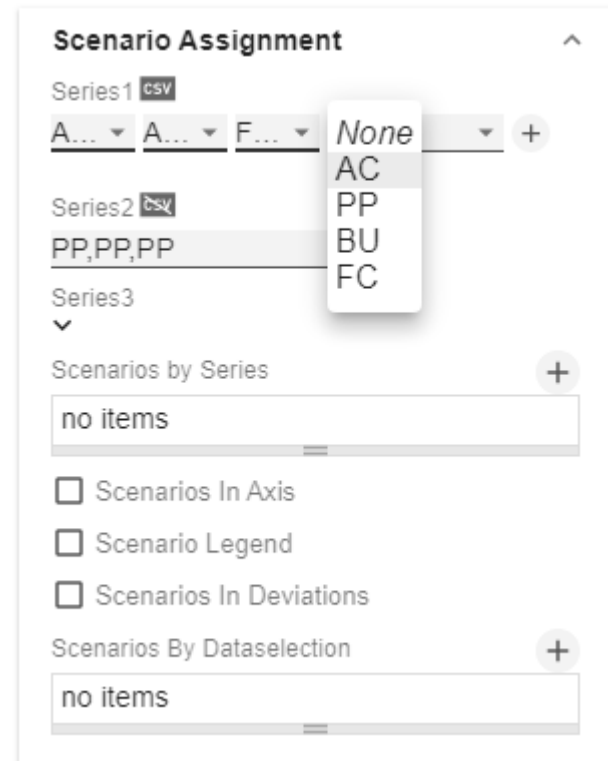 Scenario Assignment
Series1 CSV
A... A... F... +
None
AC
PP
BU
FC
Series2 CSV
PP,PP,PP
Series3
Scenarios by Series +
no items
Scenarios In Axis
Scenario Legend
Scenarios In Deviations
Scenarios By Dataselection +
no items